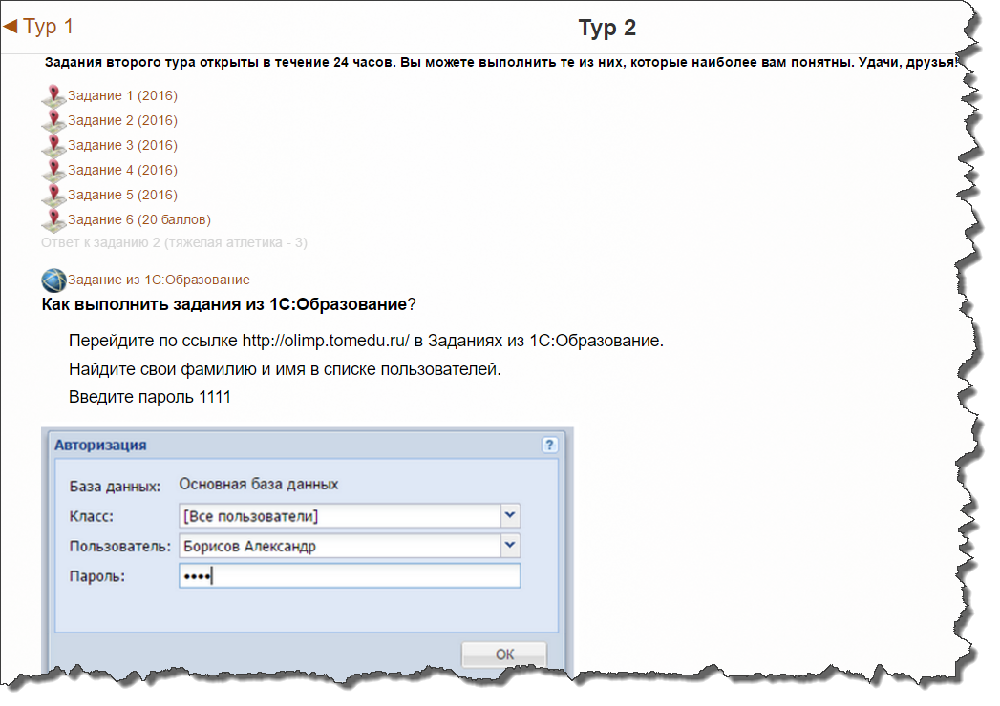 ◄ Тур 1
Тур 2
Задания второго тура открыты в течение 24 часов. Вы можете выполнить те из них, которые наиболее вам понятны. Удачи, друзья!
Задание 1 (2016)
Задание 2 (2016)
Задание 3 (2016)
Задание 4 (2016)
Задание 5 (2016)
Задание 6 (20 баллов)
Ответ к заданию 2 (тяжелая атлетика - 3)
Задание из 1С:Образование
Как выполнить задания из 1С:Образование?
Перейдите по ссылке http://olimp.tomedu.ru/ в Заданиях из 1С:Образование.
Найдите свои фамилию и имя в списке пользователей.
Введите пароль 1111
Авторизация ?
База данных: Основная база данных
Класс: [Все пользователи]
Пользователь: Борисов Александр
Пароль: ••••
ОК